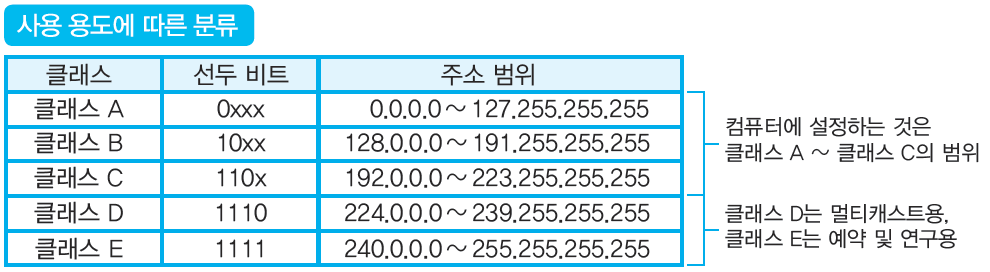 사용 용도에 따른 분류
클래스 선두 비트 주소 범위
클래스 A 0xxx 0.0.0.0~127.255.255.255
클래스 B 10xx 128.0.0.0~191.255.255.255
클래스 C 110x 192.0.0.0~223.255.255.255
클래스 D 1110 224.0.0.0~239.255.255.255
클래스 E 1111 240.0.0.0~255.255.255.255
컴퓨터에 설정하는 것은
클래스 A ~ 클래스 C의 범위
클래스 D는 멀티캐스트용,
클래스 E는 예약 및 연구용